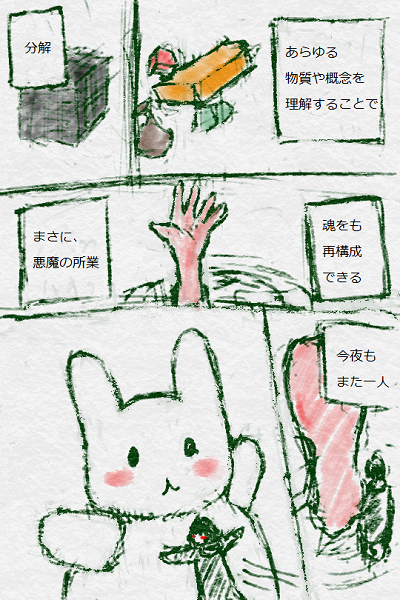 あらゆる
物質や概念を
理解することで
分解
魂をも
再構成
できる
まさに、
悪魔の所業
今夜も
また一人